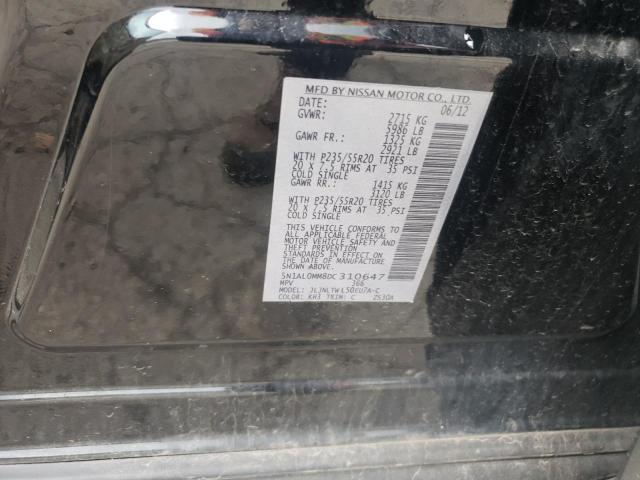 MFD BY NISSAN MOTOR CO., LTD.
DATE: 06/12
GVWR: 2715 KG
5986 LB
GAWR FR: 1325 KG
2921 LB
WITH P235/55R20 TIRES
20 X 7.5 RIMS AT 35 PSI
COLD SINGLE
GAWR RR: 1415 KG
3120 LB
WITH P235/55R20 TIRES
20 X 7.5 RIMS AT 35 PSI
COLD SINGLE
THIS VEHICLE CONFORMS TO
ALL APPLICABLE FEDERAL
MOTOR VEHICLE SAFETY AND
THEFT PREVENTION
STANDARDS IN EFFECT ON
THE DATE OF MANUFACTURE
SHOWN ABOVE.
5N1AL0MM8DC310647
MPV 366
MODEL: JLJNLTWL50EU7A-C
COLOR: KH3 TRIM: C 2530A